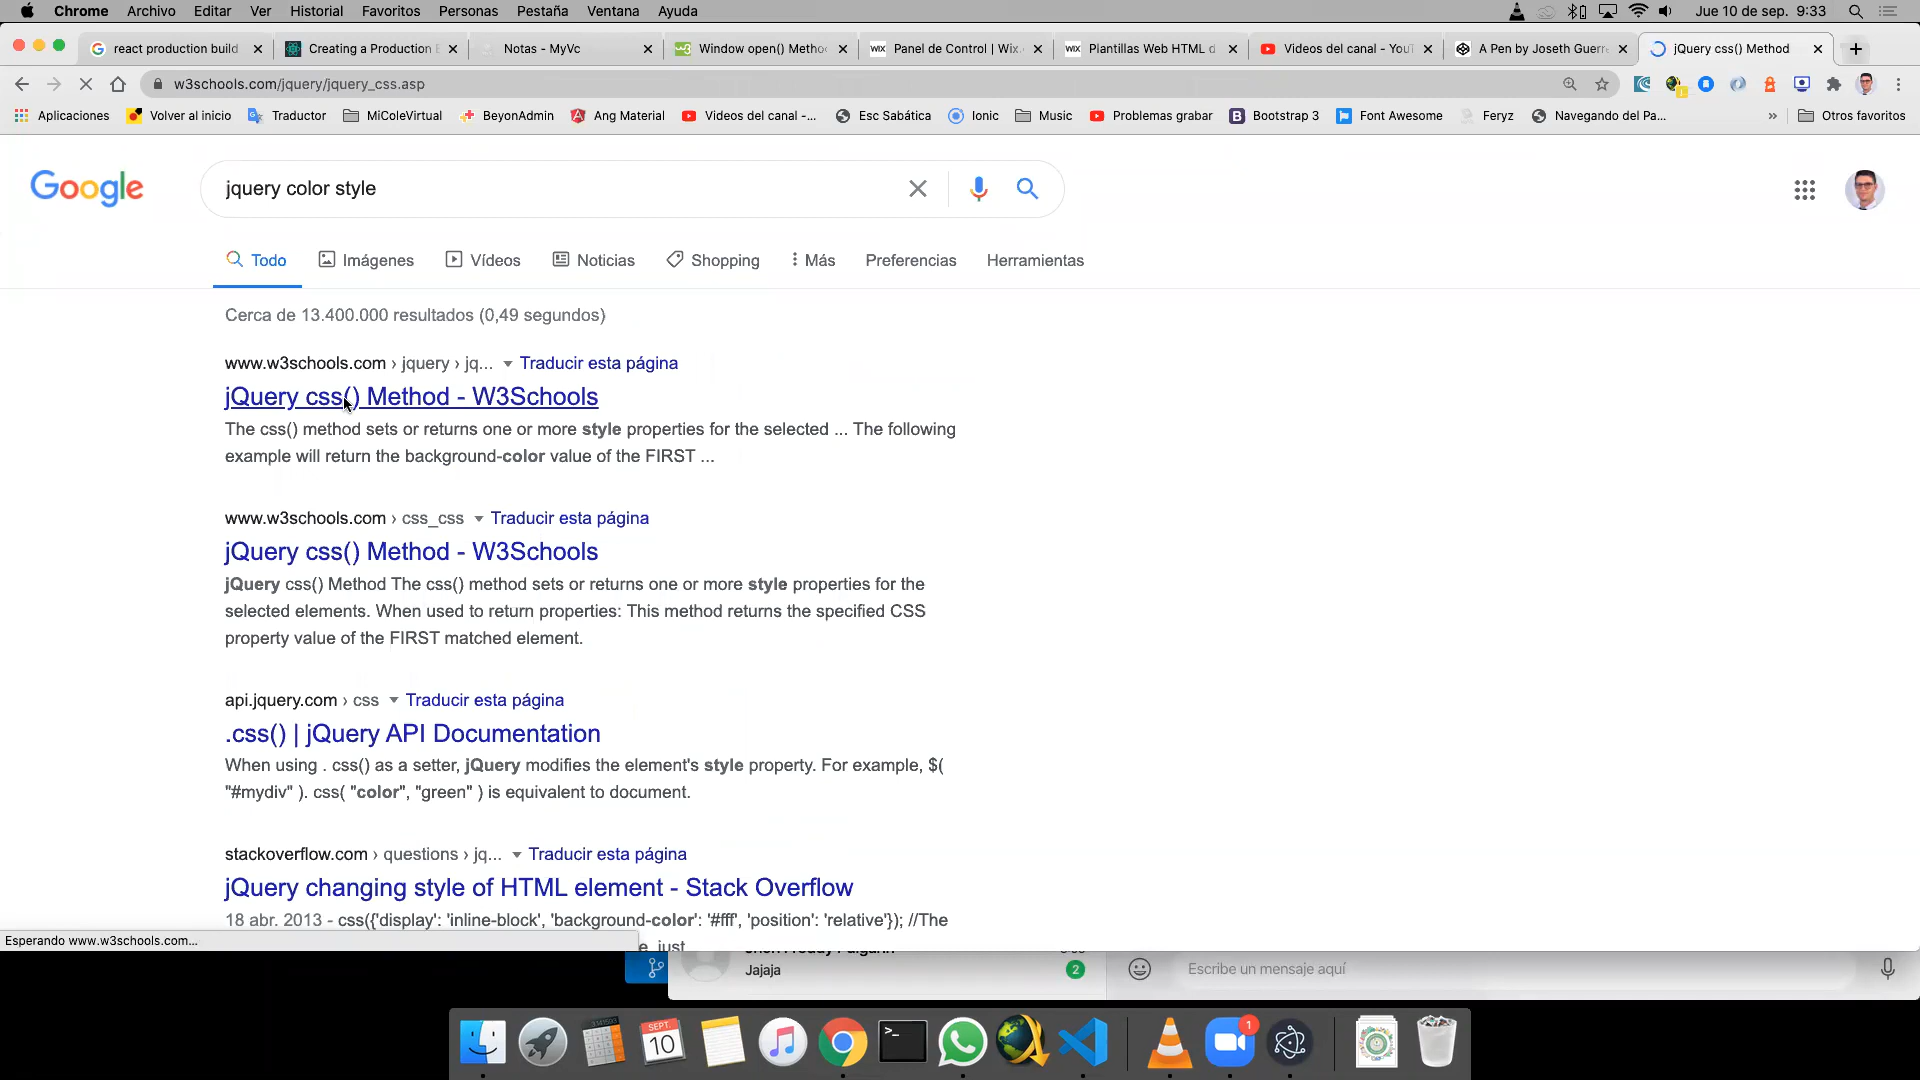 Chrome Archivo Editar Ver Historial Favoritos Personas Pestaña Ventana Ayuda Jue 10 de sep. 9:33
react production build Creating a Production Notas - MyVc Window open() Metho Panel de Control | Wix. Plantillas Web HTML d Videos del canal - YouT A Pen by Joseth Guerr jQuery css() Method
w3schools.com/jquery/jquery_css.asp
Aplicaciones Volver al inicio Traductor MiColeVirtual BeyonAdmin Ang Material Videos del canal -... Esc Sabática Ionic Music Problemas grabar Bootstrap 3 Font Awesome Feryz Navegando del Pa... » Otros favoritos
Google jquery color style
Todo Imágenes Vídeos Noticias Shopping Más Preferencias Herramientas
Cerca de 13.400.000 resultados (0,49 segundos)
www.w3schools.com › jquery › jq... Traducir esta página
jQuery css() Method - W3Schools
The css() method sets or returns one or more style properties for the selected ... The following
example will return the background-color value of the FIRST ...
www.w3schools.com › css_css Traducir esta página
jQuery css() Method - W3Schools
jQuery css() Method The css() method sets or returns one or more style properties for the
selected elements. When used to return properties: This method returns the specified CSS
property value of the FIRST matched element.
api.jquery.com › css Traducir esta página
.css() | jQuery API Documentation
When using . css() as a setter, jQuery modifies the element's style property. For example, $(
"#mydiv" ). css( "color", "green" ) is equivalent to document.
stackoverflow.com › questions › jq... Traducir esta página
jQuery changing style of HTML element - Stack Overflow
18 abr. 2013 - css({'display': 'inline-block', 'background-color': '#fff', 'position': 'relative'}); //The
just
Esperando www.w3schools.com...
Jajaja 2 Escribe un mensaje aquí
SEPT. 10 1